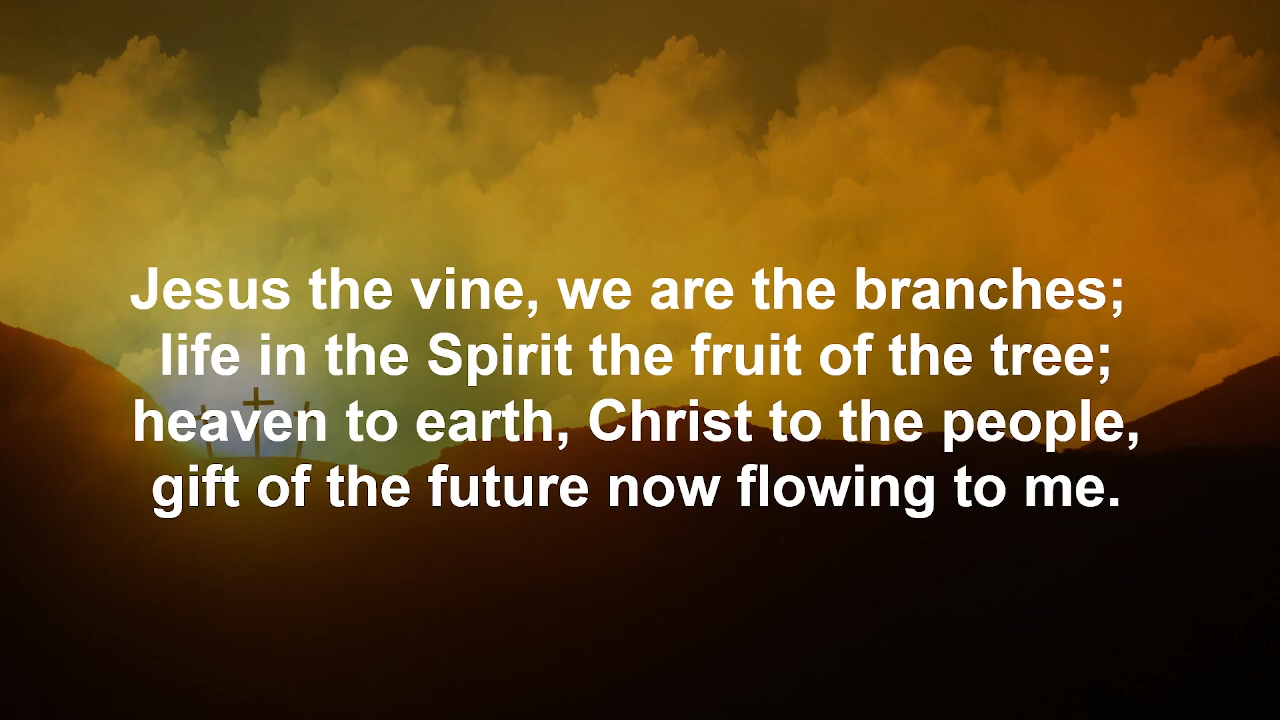 Jesus the vine, we are the branches;
life in the Spirit the fruit of the tree;
heaven to earth, Christ to the people,
gift of the future now flowing to me.